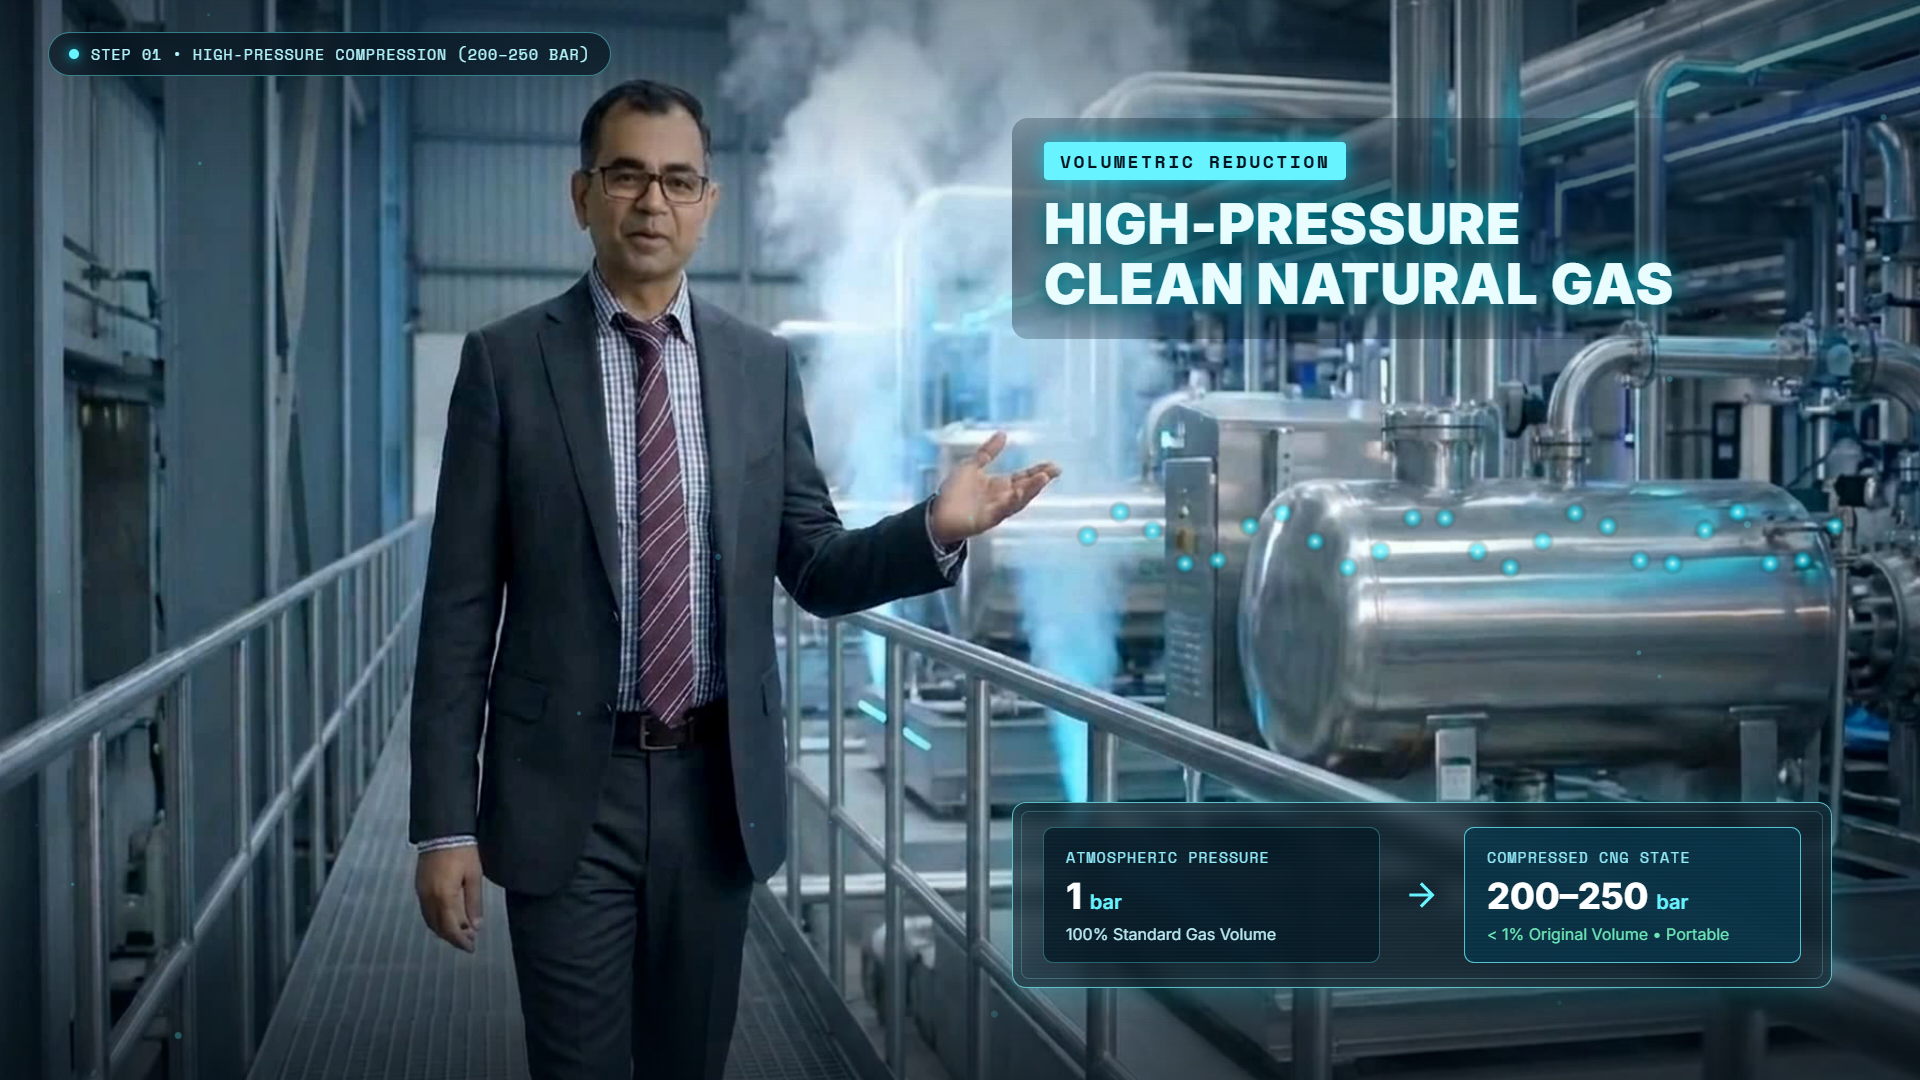 STEP 01 • HIGH-PRESSURE COMPRESSION (200–250 BAR)
VOLUMETRIC REDUCTION
HIGH-PRESSURE
CLEAN NATURAL GAS
ATMOSPHERIC PRESSURE
1 bar
100% Standard Gas Volume
→
COMPRESSED CNG STATE
200–250 bar
< 1% Original Volume • Portable